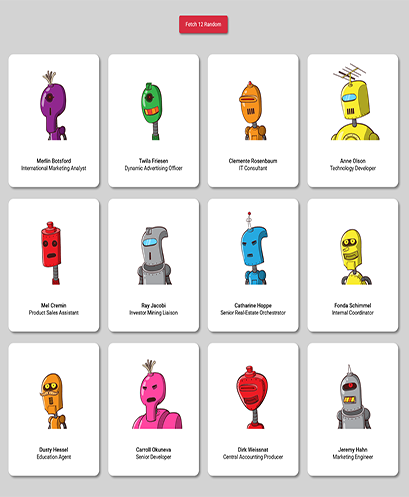 Fetch 12 Random
Merlin Botsford
International Marketing Analyst
Twila Friesen
Dynamic Advertising Officer
Clemente Rosenbaum
IT Consultant
Anne Olson
Technology Developer
Mel Cremin
Product Sales Assistant
Ray Jacobi
Investor Mining Liaison
Catharine Hoppe
Senior Real-Estate Orchestrator
Fonda Schimmel
Internal Coordinator
Dusty Hessel
Education Agent
Carroll Okuneva
Senior Developer
Dirk Weissnat
Central Accounting Producer
Jeremy Hahn
Marketing Engineer